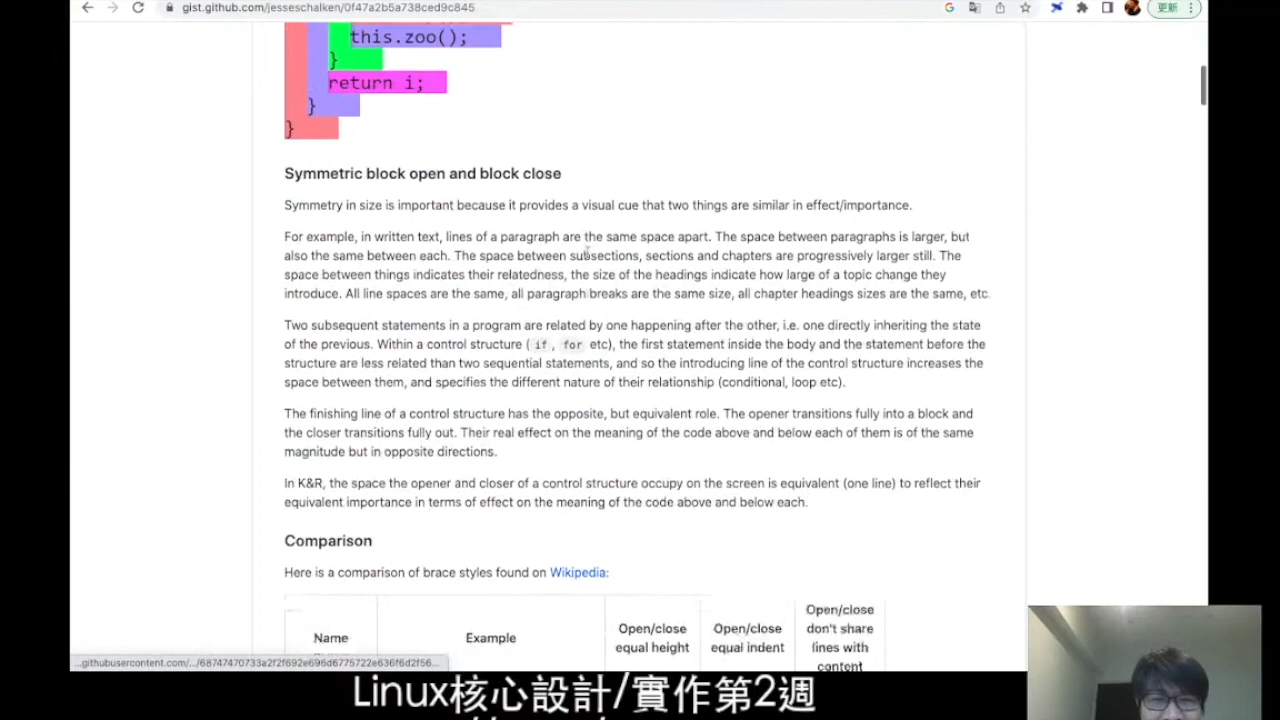 gist.github.com/jesseschalken/0f47a2b5a738ced9c845
更新
this.zoo();
}
return i;
}
}
Symmetric block open and block close
Symmetry in size is important because it provides a visual cue that two things are similar in effect/importance.
For example, in written text, lines of a paragraph are the same space apart. The space between paragraphs is larger, but
also the same between each. The space between subsections, sections and chapters are progressively larger still. The
space between things indicates their relatedness, the size of the headings indicate how large of a topic change they
introduce. All line spaces are the same, all paragraph breaks are the same size, all chapter headings sizes are the same, etc.
Two subsequent statements in a program are related by one happening after the other, i.e. one directly inheriting the state
of the previous. Within a control structure ( if , for etc), the first statement inside the body and the statement before the
structure are less related than two sequential statements, and so the introducing line of the control structure increases the
space between them, and specifies the different nature of their relationship (conditional, loop etc).
The finishing line of a control structure has the opposite, but equivalent role. The opener transitions fully into a block and
the closer transitions fully out. Their real effect on the meaning of the code above and below each of them is of the same
magnitude but in opposite directions.
In K&R, the space the opener and closer of a control structure occupy on the screen is equivalent (one line) to reflect their
equivalent importance in terms of effect on the meaning of the code above and below each.
Comparison
Here is a comparison of brace styles found on Wikipedia:
Name
Example
Open/close
equal height
Open/close
equal indent
Open/close
don't share
lines with
content
Linux核心設計/實作第2週